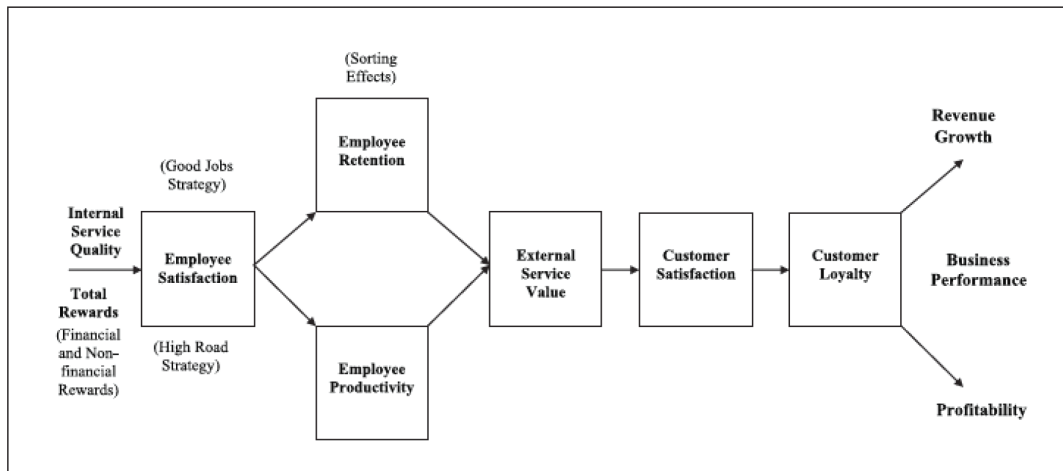 (Sorting
Effects)
Employee
Retention
(Good Jobs
Strategy)
Internal
Service
Quality
Total
Rewards
(Financial
and Non-
financial
Rewards)
Employee
Satisfaction
(High Road
Strategy)
Employee
Productivity
External
Service
Value
Customer
Satisfaction
Customer
Loyalty
Revenue
Growth
Business
Performance
Profitability